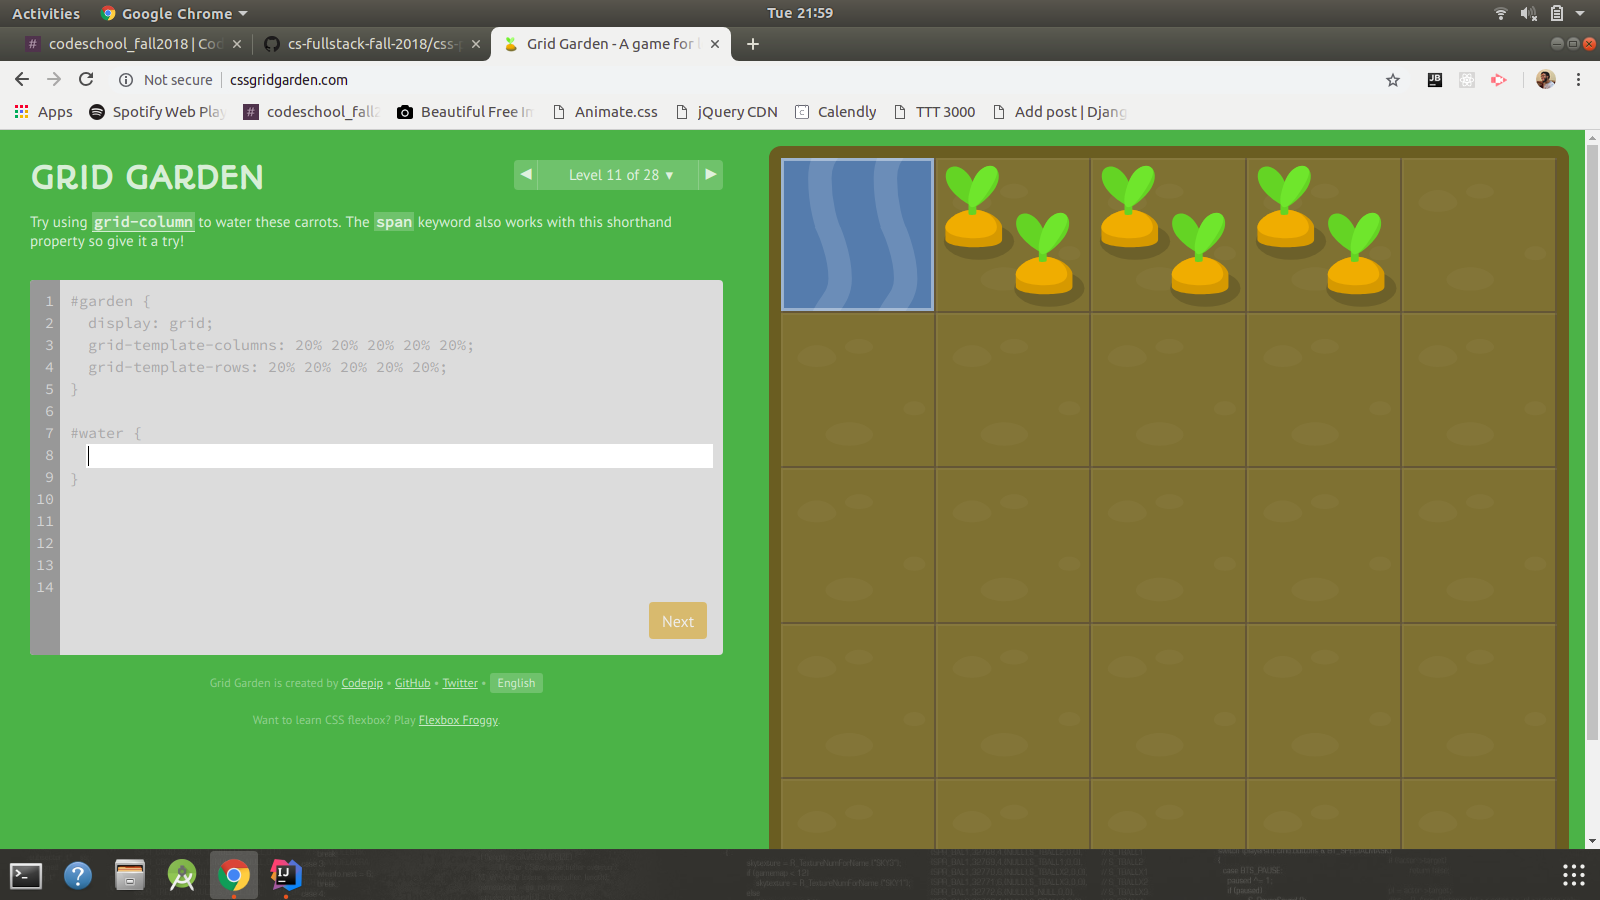 Activities Google Chrome Tue 21:59
codeschool_fall2018 | Co cs-fullstack-fall-2018/css- Grid Garden - A game for
Not secure cssgridgarden.com
Apps Spotify Web Play codeschool_fall2 Beautiful Free Im Animate.css jQuery CDN Calendly TTT 3000 Add post | Djang
JB
GRID GARDEN
◀ Level 11 of 28 ▼ ▶
Try using grid-column to water these carrots. The span keyword also works with this shorthand
property so give it a try!
1 #garden {
2 display: grid;
3 grid-template-columns: 20% 20% 20% 20% 20%;
4 grid-template-rows: 20% 20% 20% 20% 20%;
5 }
6
7 #water {
8
9 }
10
11
12
13
14
Next
Grid Garden is created by Codepip • GitHub • Twitter • English
Want to learn CSS flexbox? Play Flexbox Froggy.
IJ